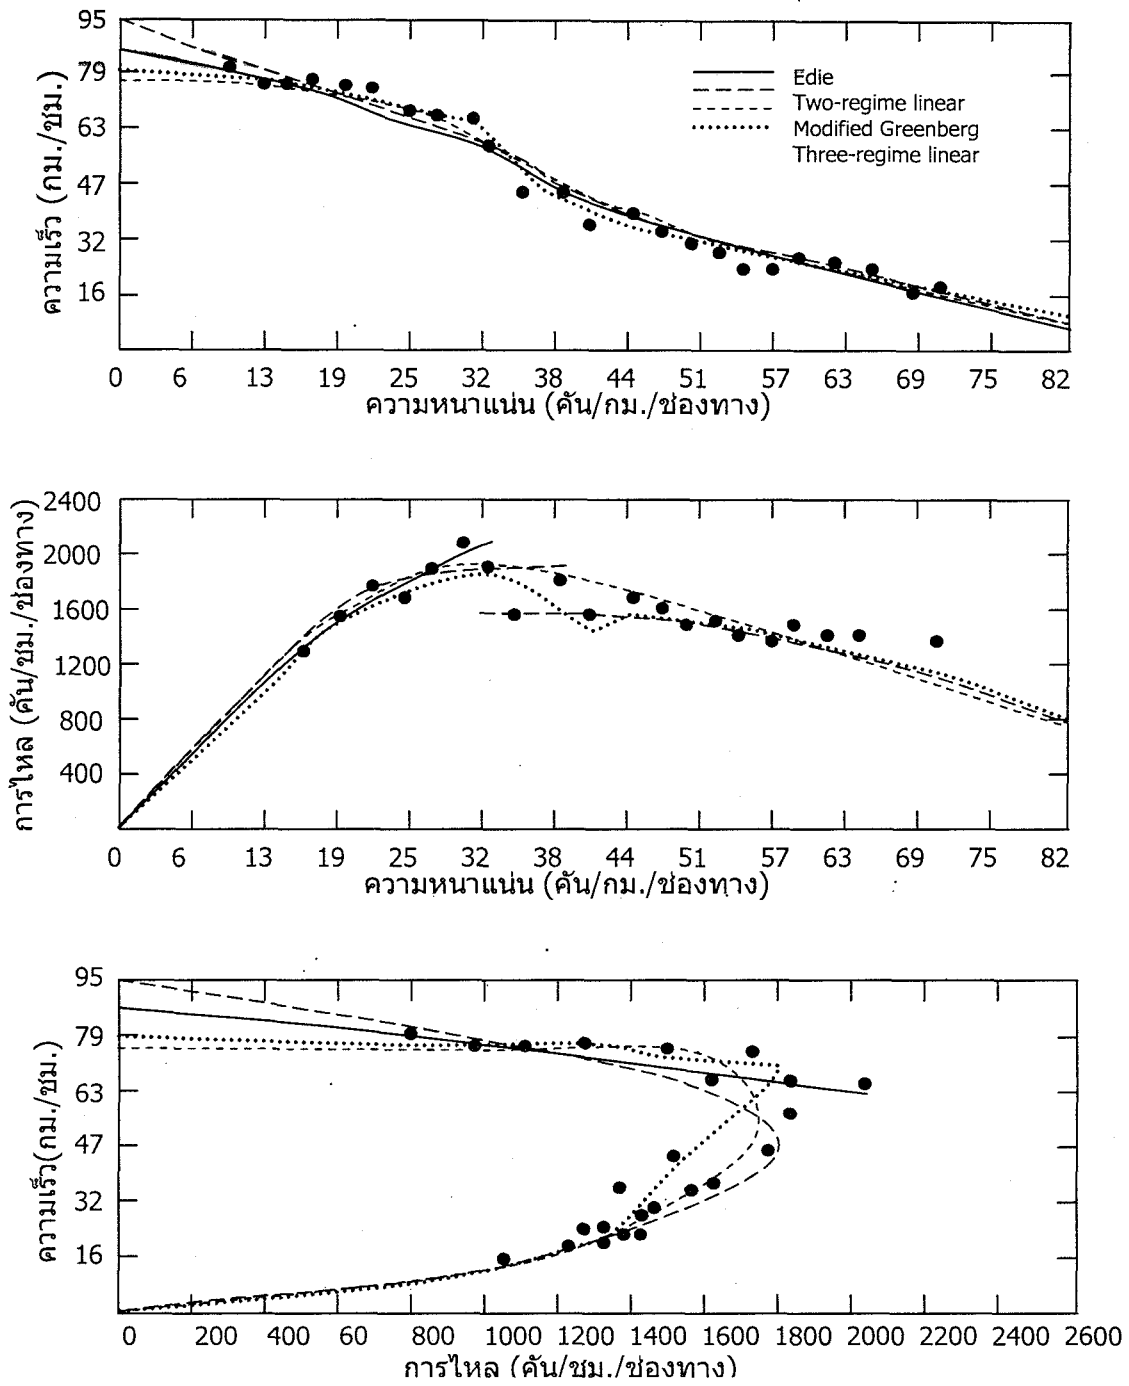 95
79
63
47
32
16
ความเร็ว (กม./ชม.)
Edie
Two-regime linear
Modified Greenberg
Three-regime linear
0 6 13 19 25 32 38 44 51 57 63 69 75 82
ความหนาแน่น (คัน/กม./ช่องทาง)
2400
2000
1600
1200
800
400
การไหล (คัน/ชม./ช่องทาง)
0 6 13 19 25 32 38 44 51 57 63 69 75 82
ความหนาแน่น (คัน/กม./ช่องทาง)
95
79
63
47
32
16
ความเร็ว(กม./ชม.)
0 200 400 60 800 1000 1200 1400 1600 1800 2000 2200 2400 2600
การไหล (คัน/ชม./ช่องทาง)